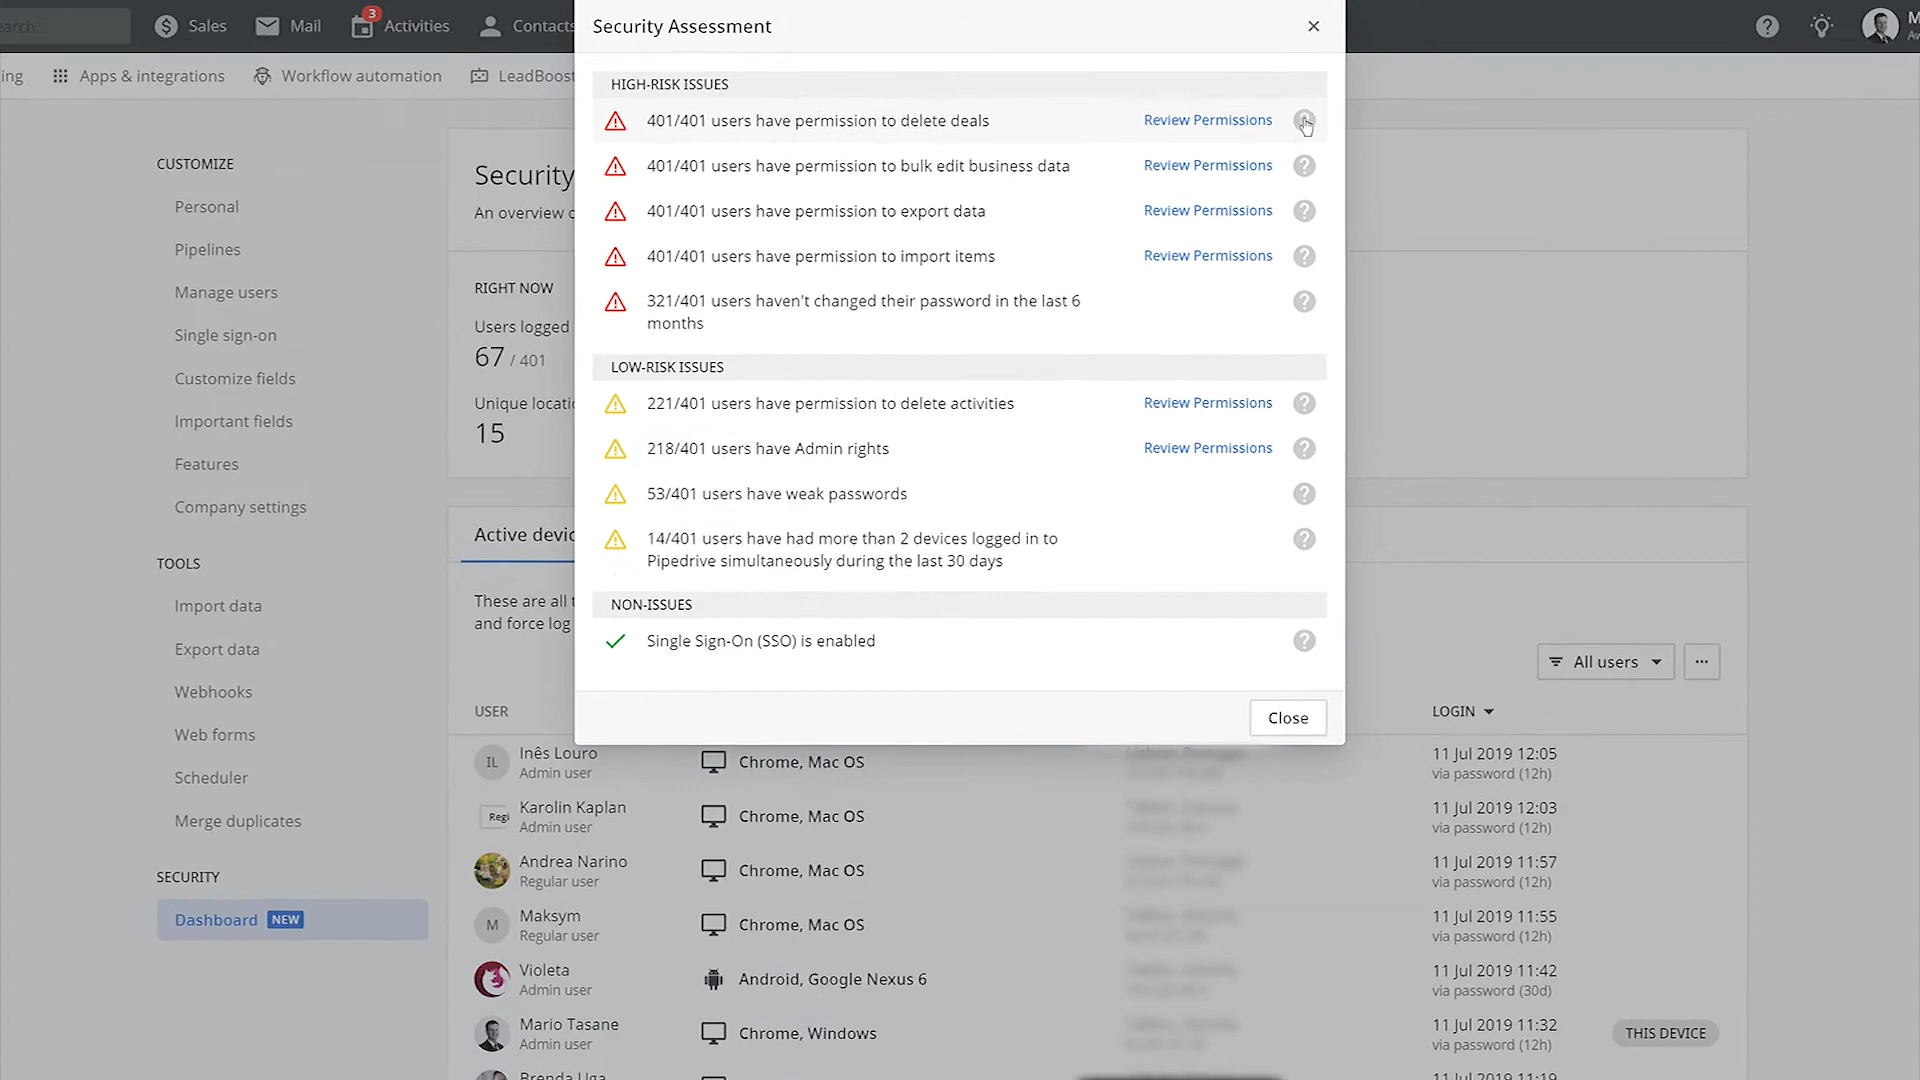 earch...
Sales
Mail
3
Activities
Contacts
Security Assessment
ing
Apps & integrations
Workflow automation
LeadBoost
CUSTOMIZE
Personal
Pipelines
Manage users
Single sign-on
Customize fields
Important fields
Features
Company settings
TOOLS
Import data
Export data
Webhooks
Web forms
Scheduler
Merge duplicates
SECURITY
Dashboard NEW
Security
An overview o
RIGHT NOW
Users logged
67 / 401
Unique locatio
15
Active devic
These are all t
and force log
HIGH-RISK ISSUES
401/401 users have permission to delete deals Review Permissions
401/401 users have permission to bulk edit business data Review Permissions ?
401/401 users have permission to export data Review Permissions ?
401/401 users have permission to import items Review Permissions ?
321/401 users haven't changed their password in the last 6 ?
months
LOW-RISK ISSUES
221/401 users have permission to delete activities Review Permissions ?
218/401 users have Admin rights Review Permissions ?
53/401 users have weak passwords ?
14/401 users have had more than 2 devices logged in to ?
Pipedrive simultaneously during the last 30 days
NON-ISSUES
Single Sign-On (SSO) is enabled ?
Close
All users
USER
LOGIN
IL Inês Louro Chrome, Mac OS 11 Jul 2019 12:05
Admin user via password (12h)
Regi Karolin Kaplan Chrome, Mac OS 11 Jul 2019 12:03
Admin user via password (12h)
Andrea Narino Chrome, Mac OS 11 Jul 2019 11:57
Regular user via password (12h)
M Maksym Chrome, Mac OS 11 Jul 2019 11:55
Regular user via password (12h)
Violeta Android, Google Nexus 6 11 Jul 2019 11:42
Admin user via password (30d)
Mario Tasane Chrome, Windows 11 Jul 2019 11:32 THIS DEVICE
Admin user via password (12h)
Brenda Uga 11 Jul 2019 11:19